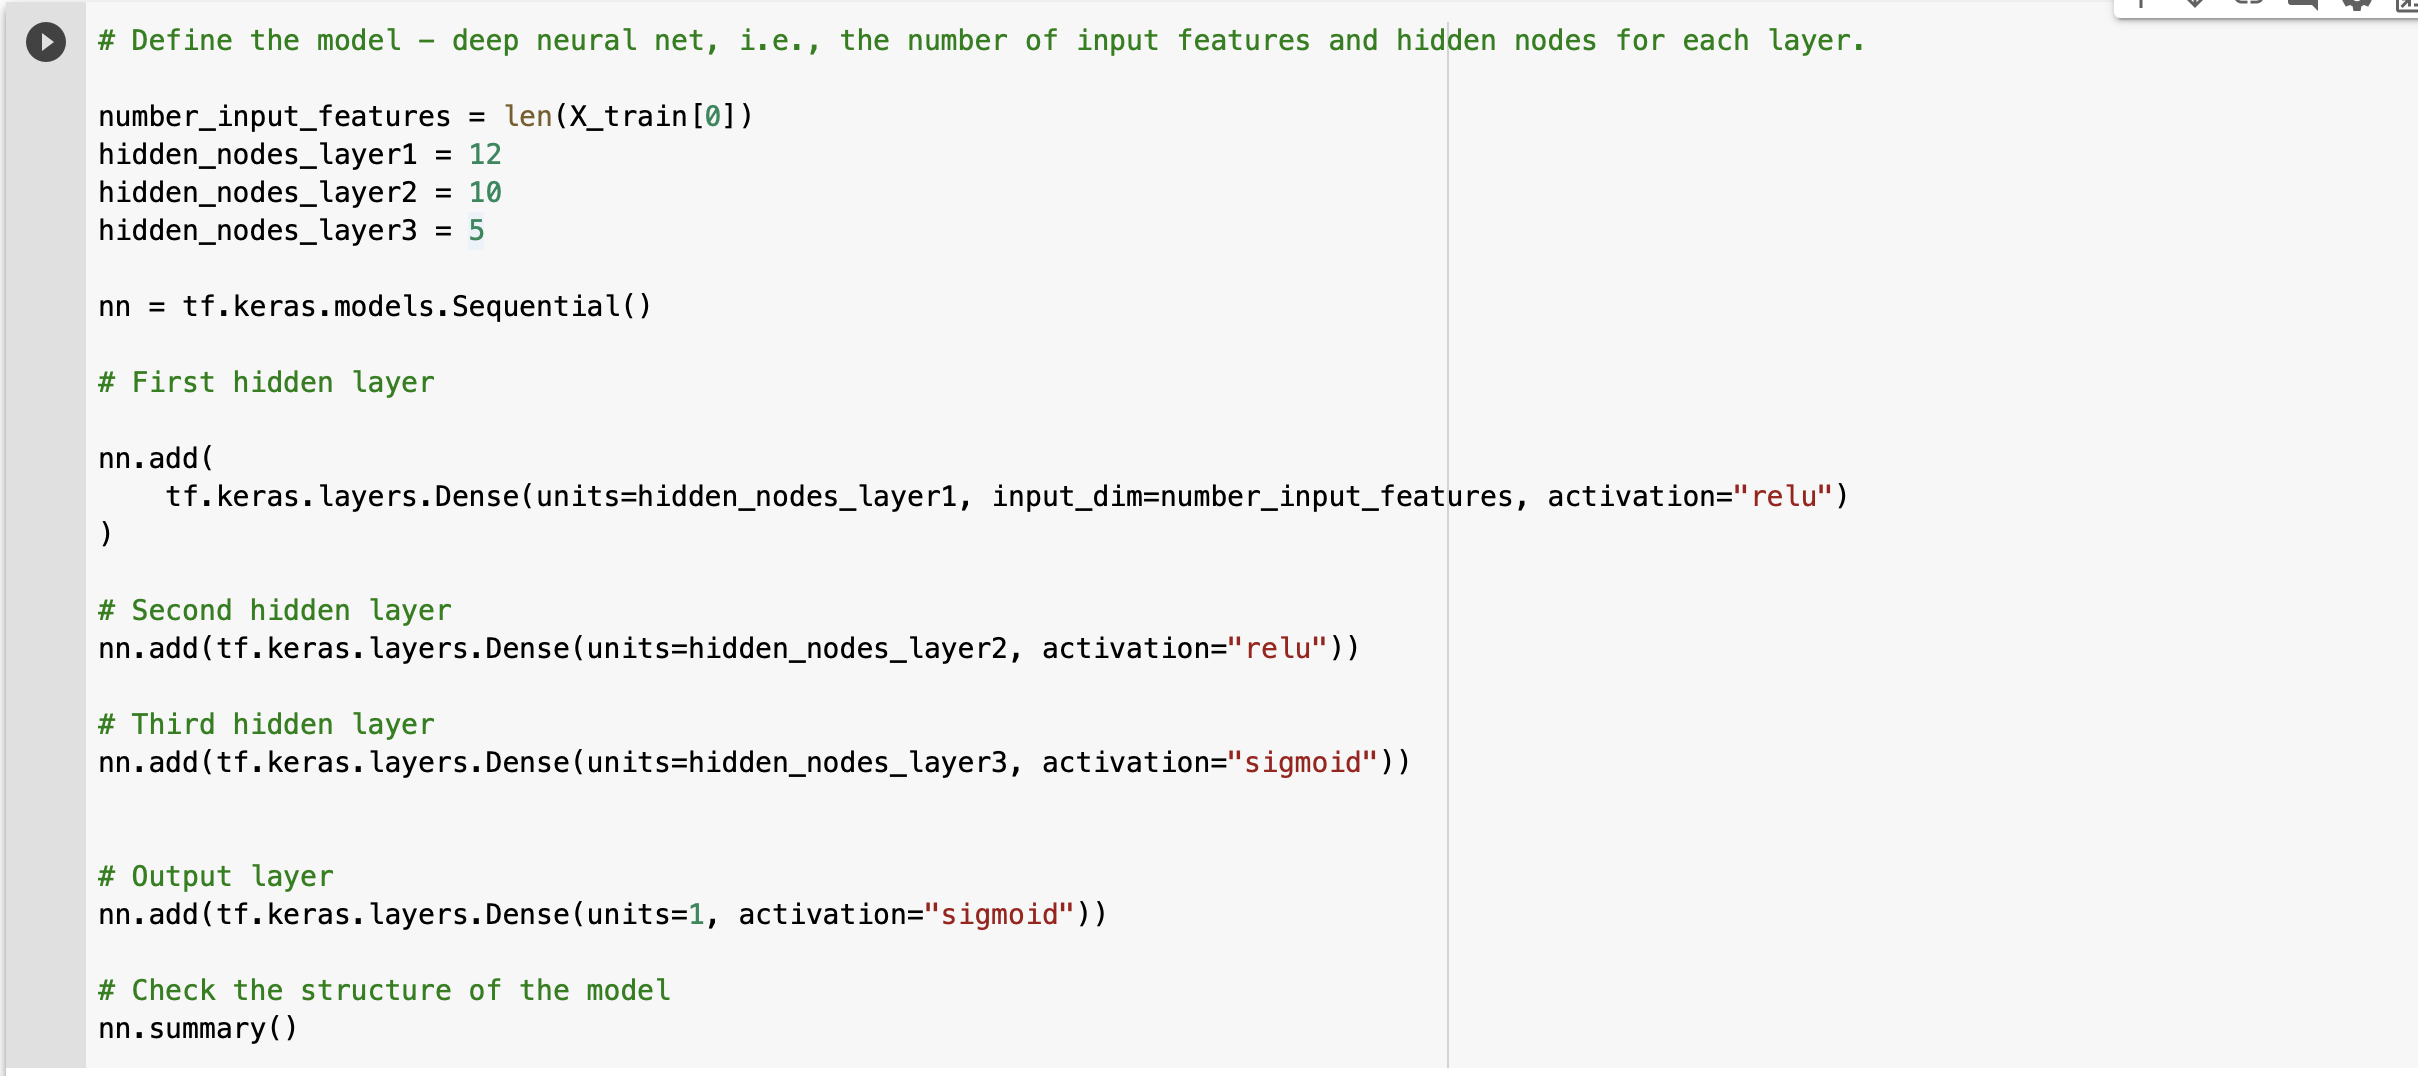 # Define the model – deep neural net, i.e., the number of input features and hidden nodes for each layer.
number_input_features = len(X_train[0])
hidden_nodes_layer1 = 12
hidden_nodes_layer2 = 10
hidden_nodes_layer3 = 5
nn = tf.keras.models.Sequential()
# First hidden layer
nn.add(
    tf.keras.layers.Dense(units=hidden_nodes_layer1, input_dim=number_input_features, activation="relu")
)
# Second hidden layer
nn.add(tf.keras.layers.Dense(units=hidden_nodes_layer2, activation="relu"))
# Third hidden layer
nn.add(tf.keras.layers.Dense(units=hidden_nodes_layer3, activation="sigmoid"))
# Output layer
nn.add(tf.keras.layers.Dense(units=1, activation="sigmoid"))
# Check the structure of the model
nn.summary()